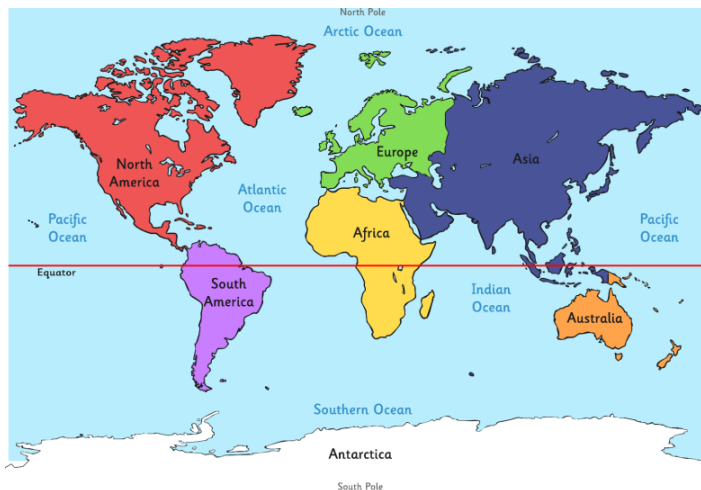 North Pole
Arctic Ocean
North
America
Europe
Asia
Atlantic
Ocean
Pacific
Ocean
Africa
Pacific
Ocean
Equator
South
America
Indian
Ocean
Australia
Southern Ocean
Antarctica
South Pole